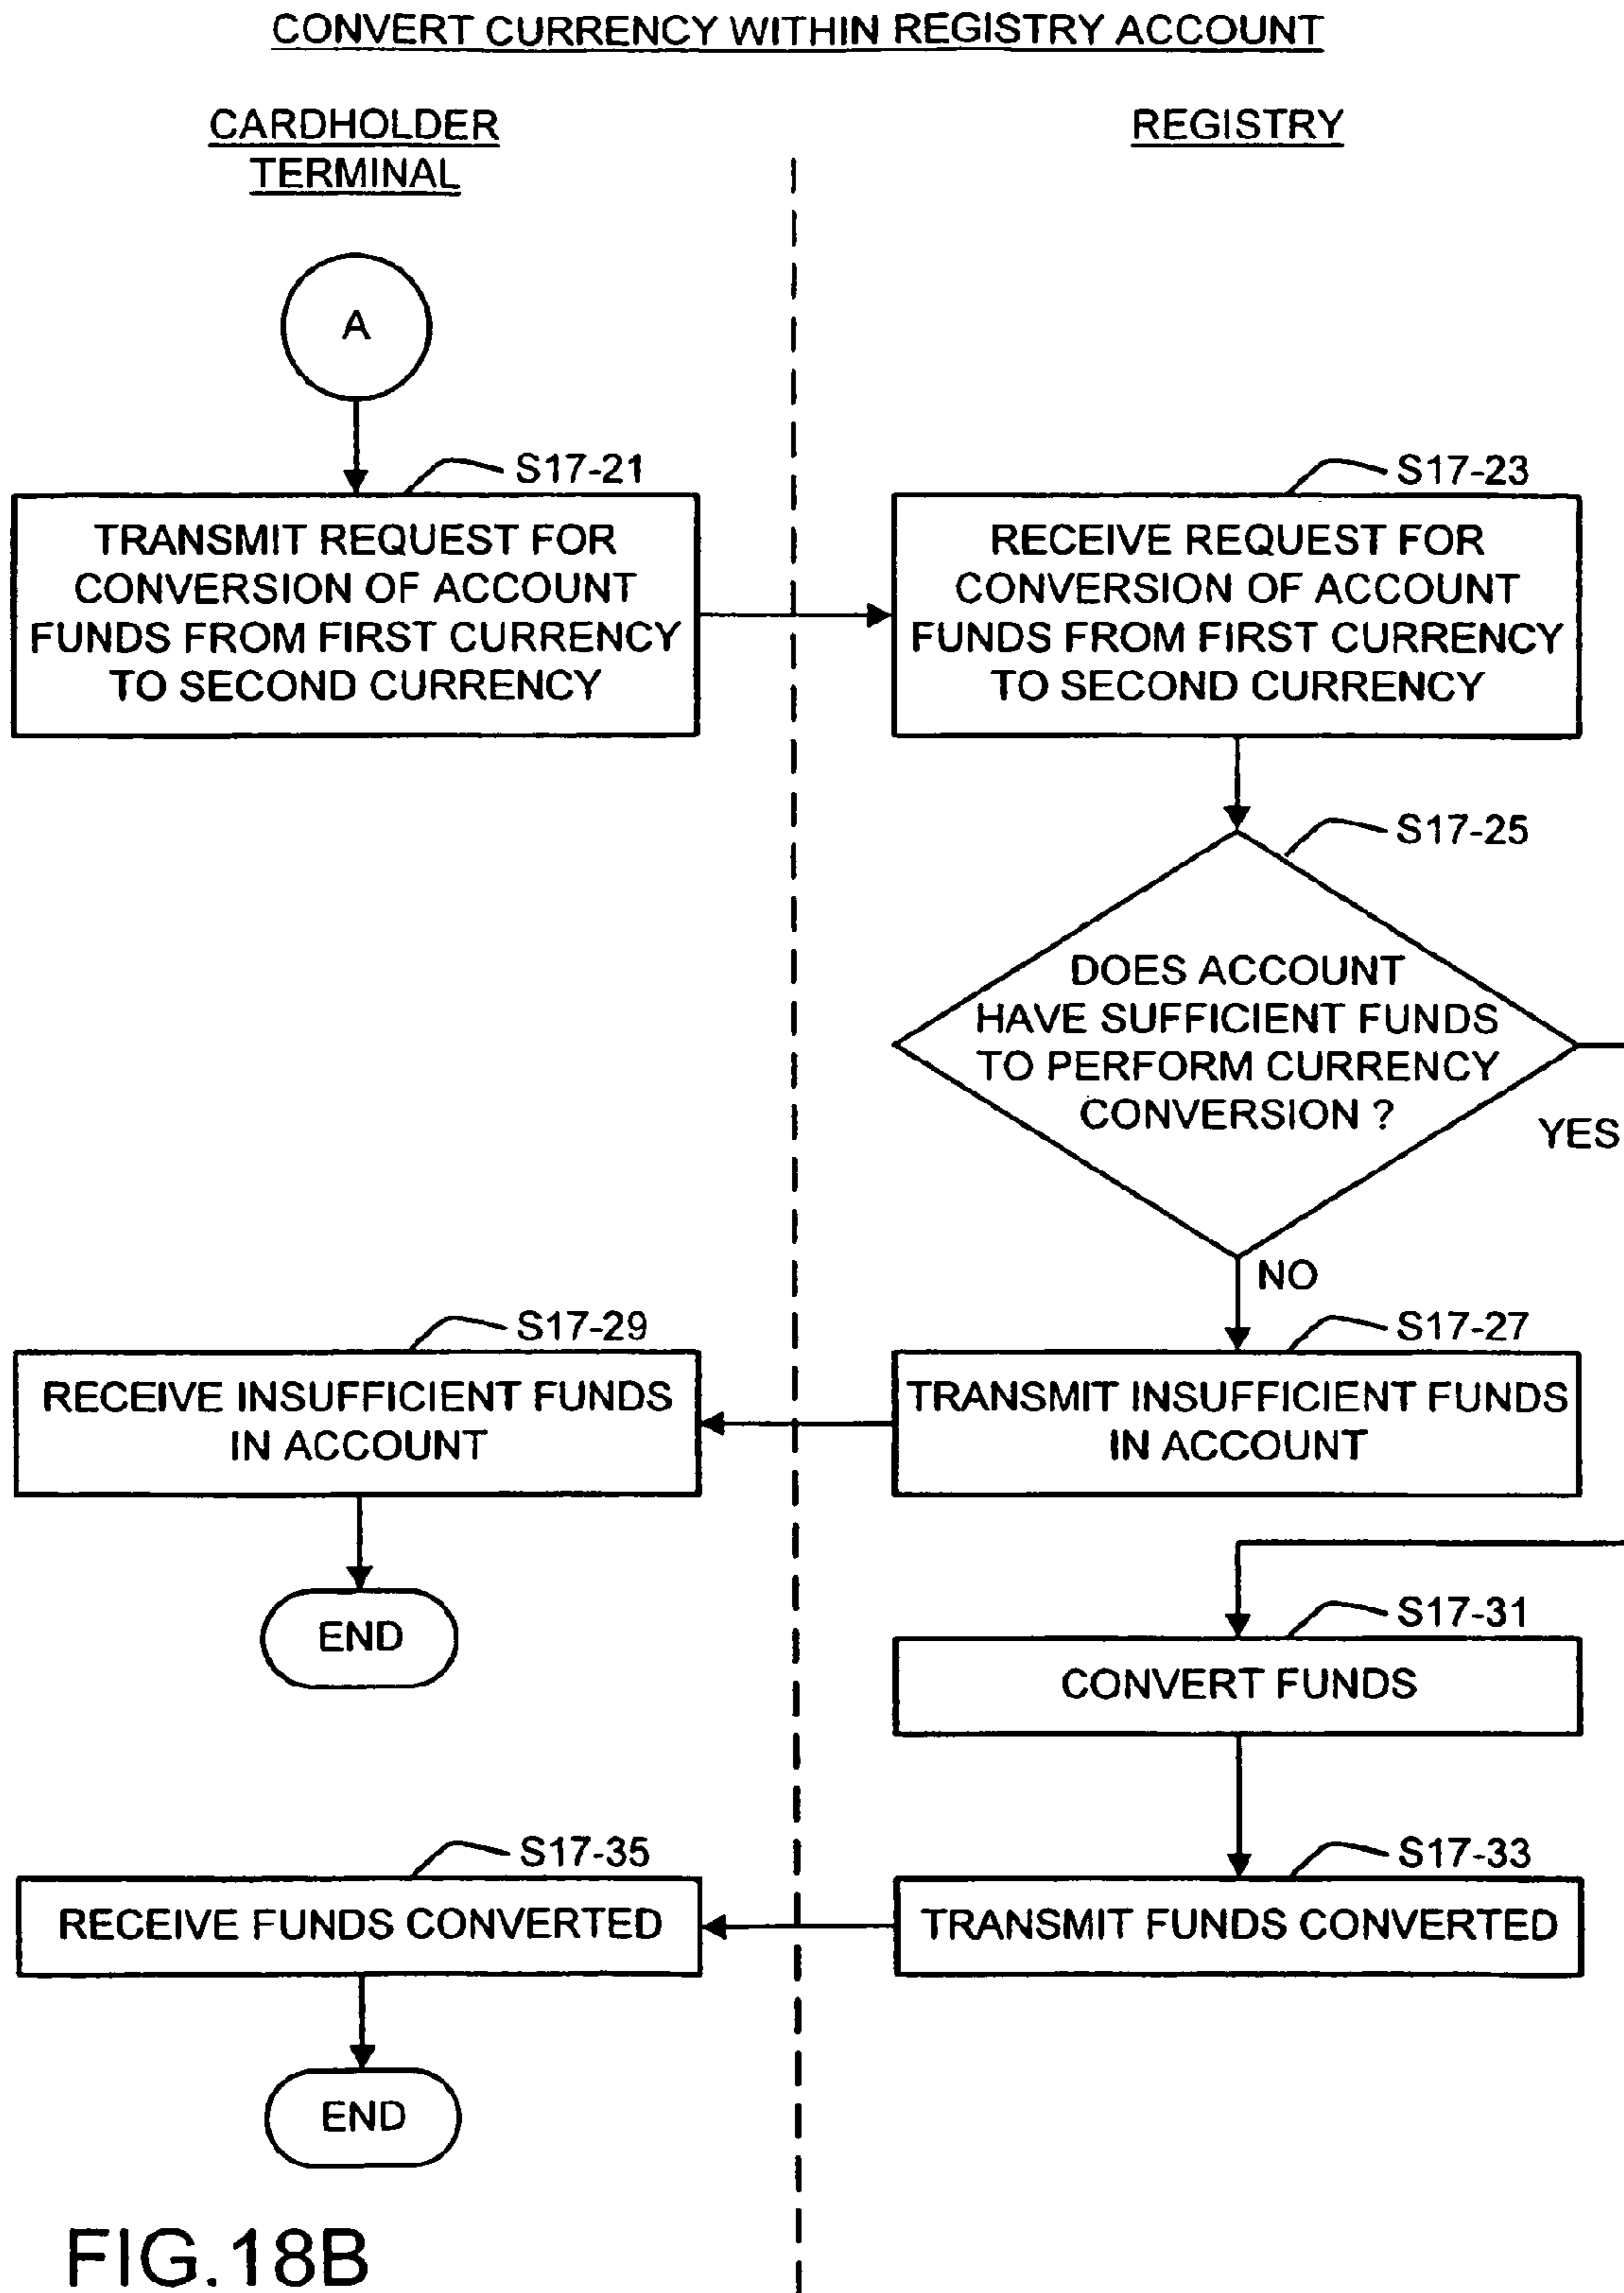 CONVERT CURRENCY WITHIN REGISTRY ACCOUNT
CARDHOLDER
TERMINAL
REGISTRY
A
S17-21
TRANSMIT REQUEST FOR
CONVERSION OF ACCOUNT
FUNDS FROM FIRST CURRENCY
TO SECOND CURRENCY
S17-23
RECEIVE REQUEST FOR
CONVERSION OF ACCOUNT
FUNDS FROM FIRST CURRENCY
TO SECOND CURRENCY
S17-25
DOES ACCOUNT
HAVE SUFFICIENT FUNDS
TO PERFORM CURRENCY
CONVERSION ?
YES
NO
S17-29
RECEIVE INSUFFICIENT FUNDS
IN ACCOUNT
S17-27
TRANSMIT INSUFFICIENT FUNDS
IN ACCOUNT
END
S17-31
CONVERT FUNDS
S17-35
RECEIVE FUNDS CONVERTED
S17-33
TRANSMIT FUNDS CONVERTED
END
FIG.18B